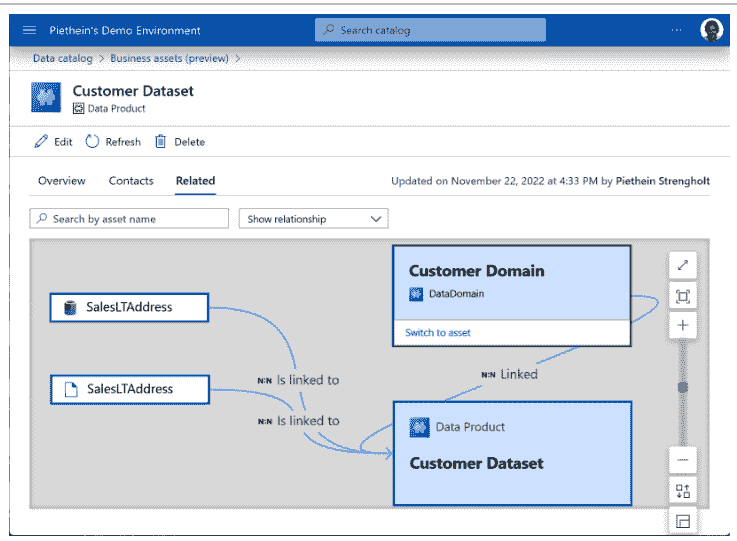 Piethein's Demo Environment
Search catalog
Data catalog > Business assets (preview) >
Customer Dataset
Data Product
Edit Refresh Delete
Overview Contacts Related
Updated on November 22, 2022 at 4:33 PM by Piethein Strengholt
Search by asset name
Show relationship
Customer Domain
DataDomain
Switch to asset
SalesLTAddress
N:N Is linked to
N:N Linked
SalesLTAddress
N:N Is linked to
Data Product
Customer Dataset